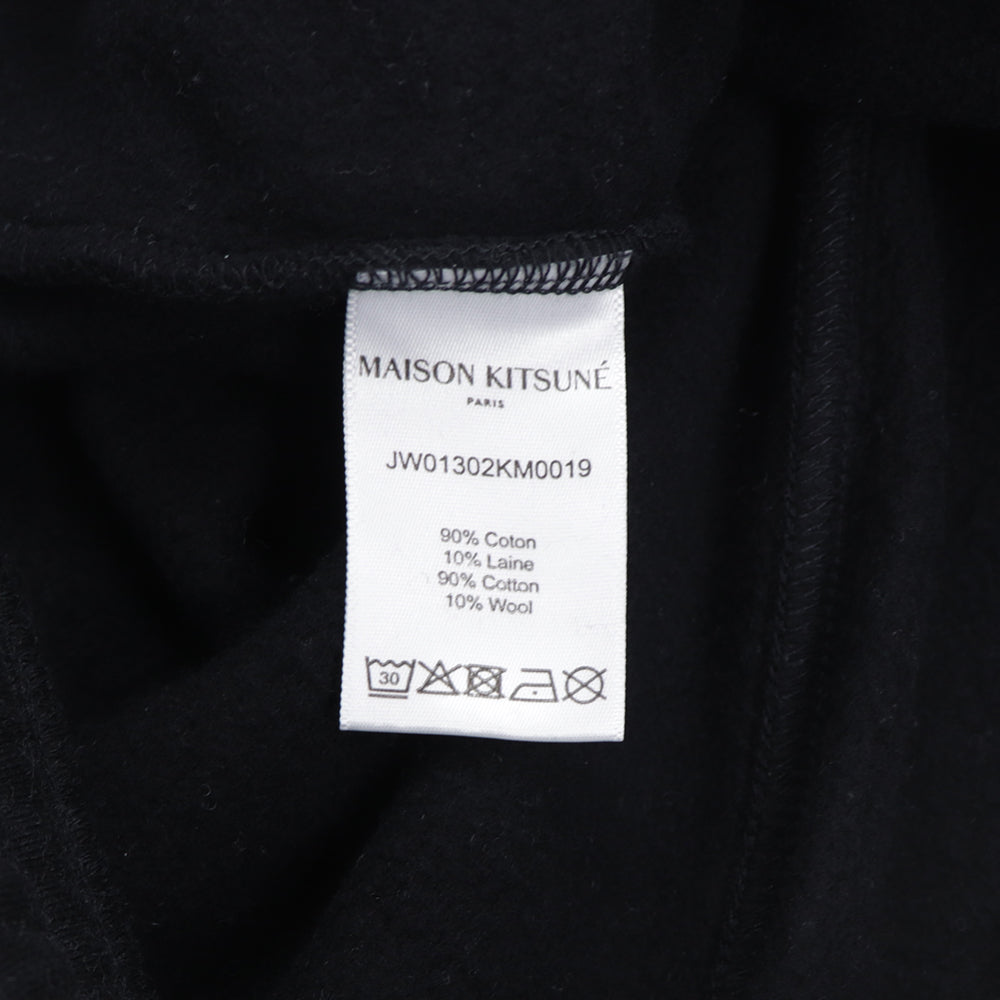 MAISON KITSUNÉ
PARIS
JW01302KM0019
90% Coton
10% Laine
90% Cotton
10% Wool
30